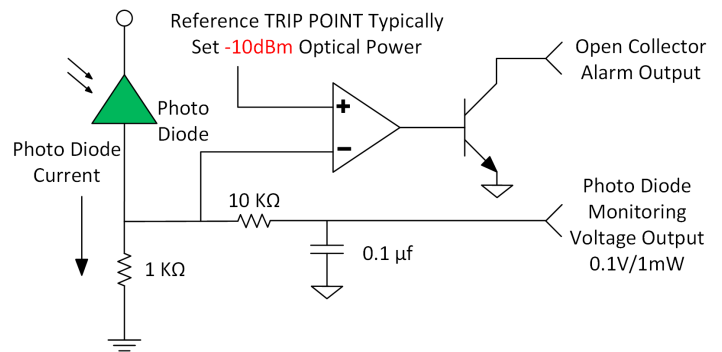 Reference TRIP POINT Typically
Set -10dBm Optical Power
Open Collector
Alarm Output
+
Photo
Diode
-
Photo Diode
Current
10 KΩ
Photo Diode
Monitoring
Voltage Output
0.1V/1mW
0.1 µf
1 KΩ